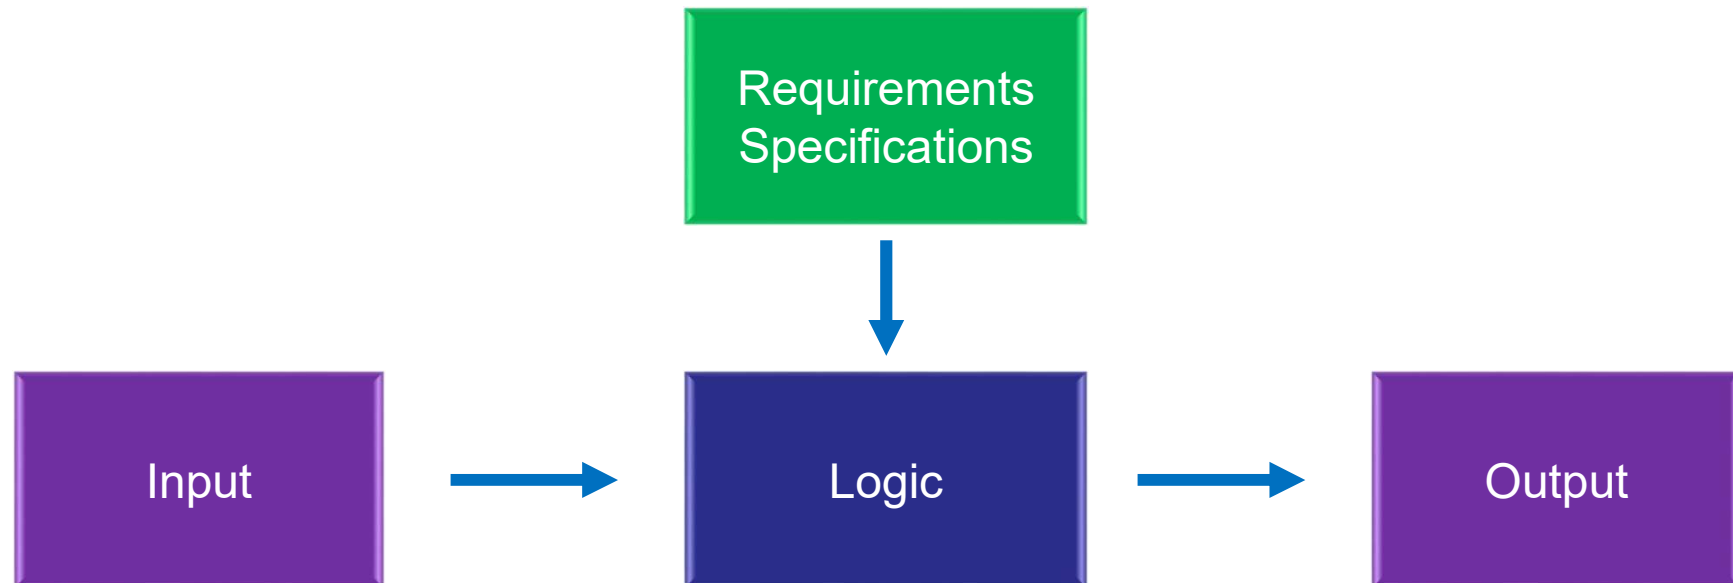 Requirements
Specifications
Input
Logic
Output